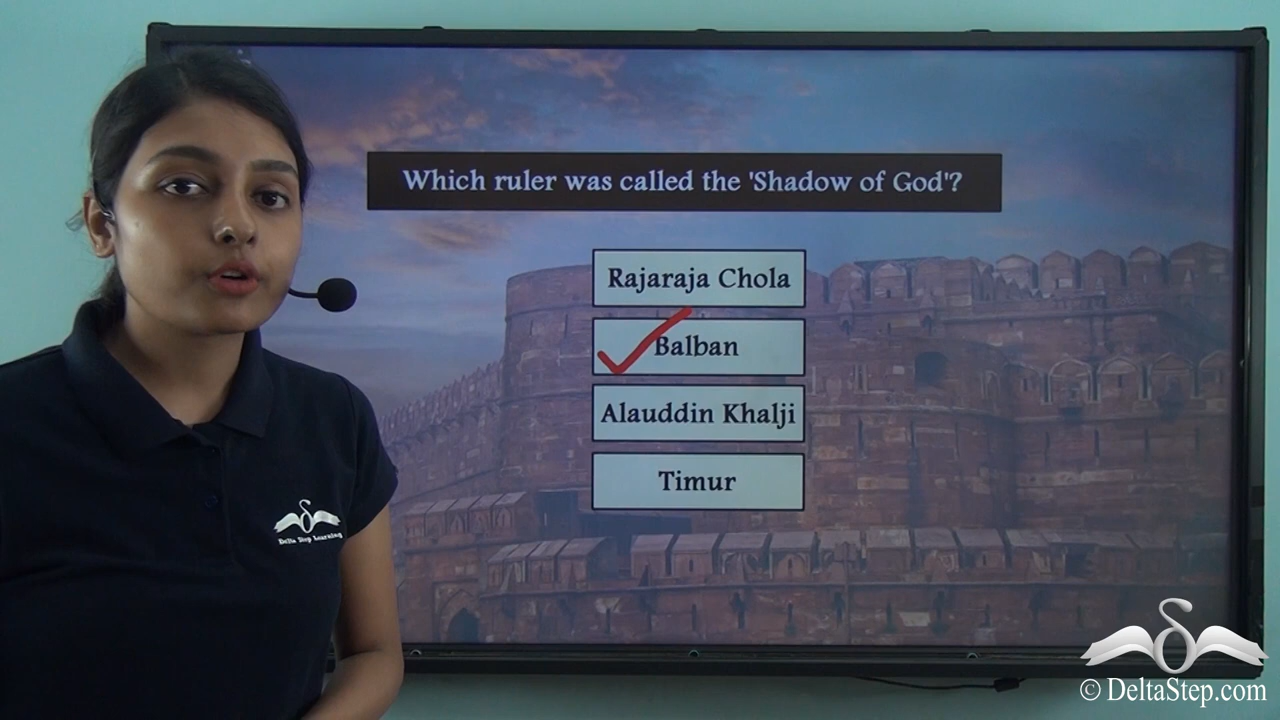 Which ruler was called the 'Shadow of God'?
Rajaraja Chola
Balban
Alauddin Khalji
Timur
Delta Step Learning
© DeltaStep.com